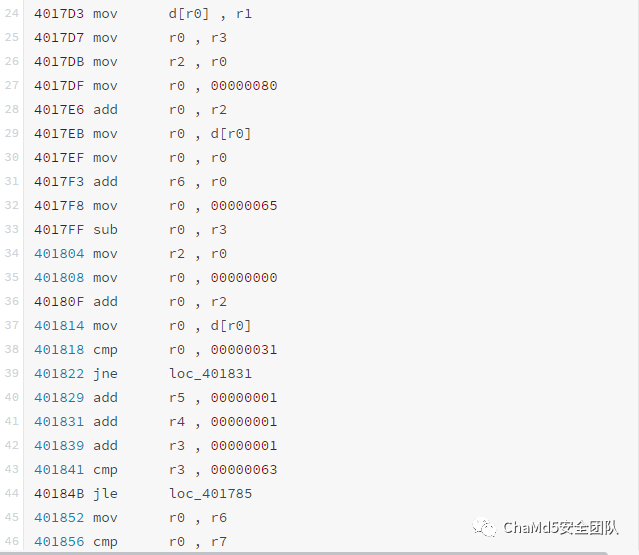 24 4017D3 mov d[r0] , r1
25 4017D7 mov r0 , r3
26 4017DB mov r2 , r0
27 4017DF mov r0 , 00000080
28 4017E6 add r0 , r2
29 4017EB mov r0 , d[r0]
30 4017EF mov r0 , r0
31 4017F3 add r6 , r0
32 4017F8 mov r0 , 00000065
33 4017FF sub r0 , r3
34 401804 mov r2 , r0
35 401808 mov r0 , 00000000
36 40180F add r0 , r2
37 401814 mov r0 , d[r0]
38 401818 cmp r0 , 00000031
39 401822 jne loc_401831
40 401829 add r5 , 00000001
41 401831 add r4 , 00000001
42 401839 add r3 , 00000001
43 401841 cmp r3 , 00000063
44 40184B jle loc_401785
45 401852 mov r0 , r6
46 401856 cmp r0 , r7
ChaMd5安全团队